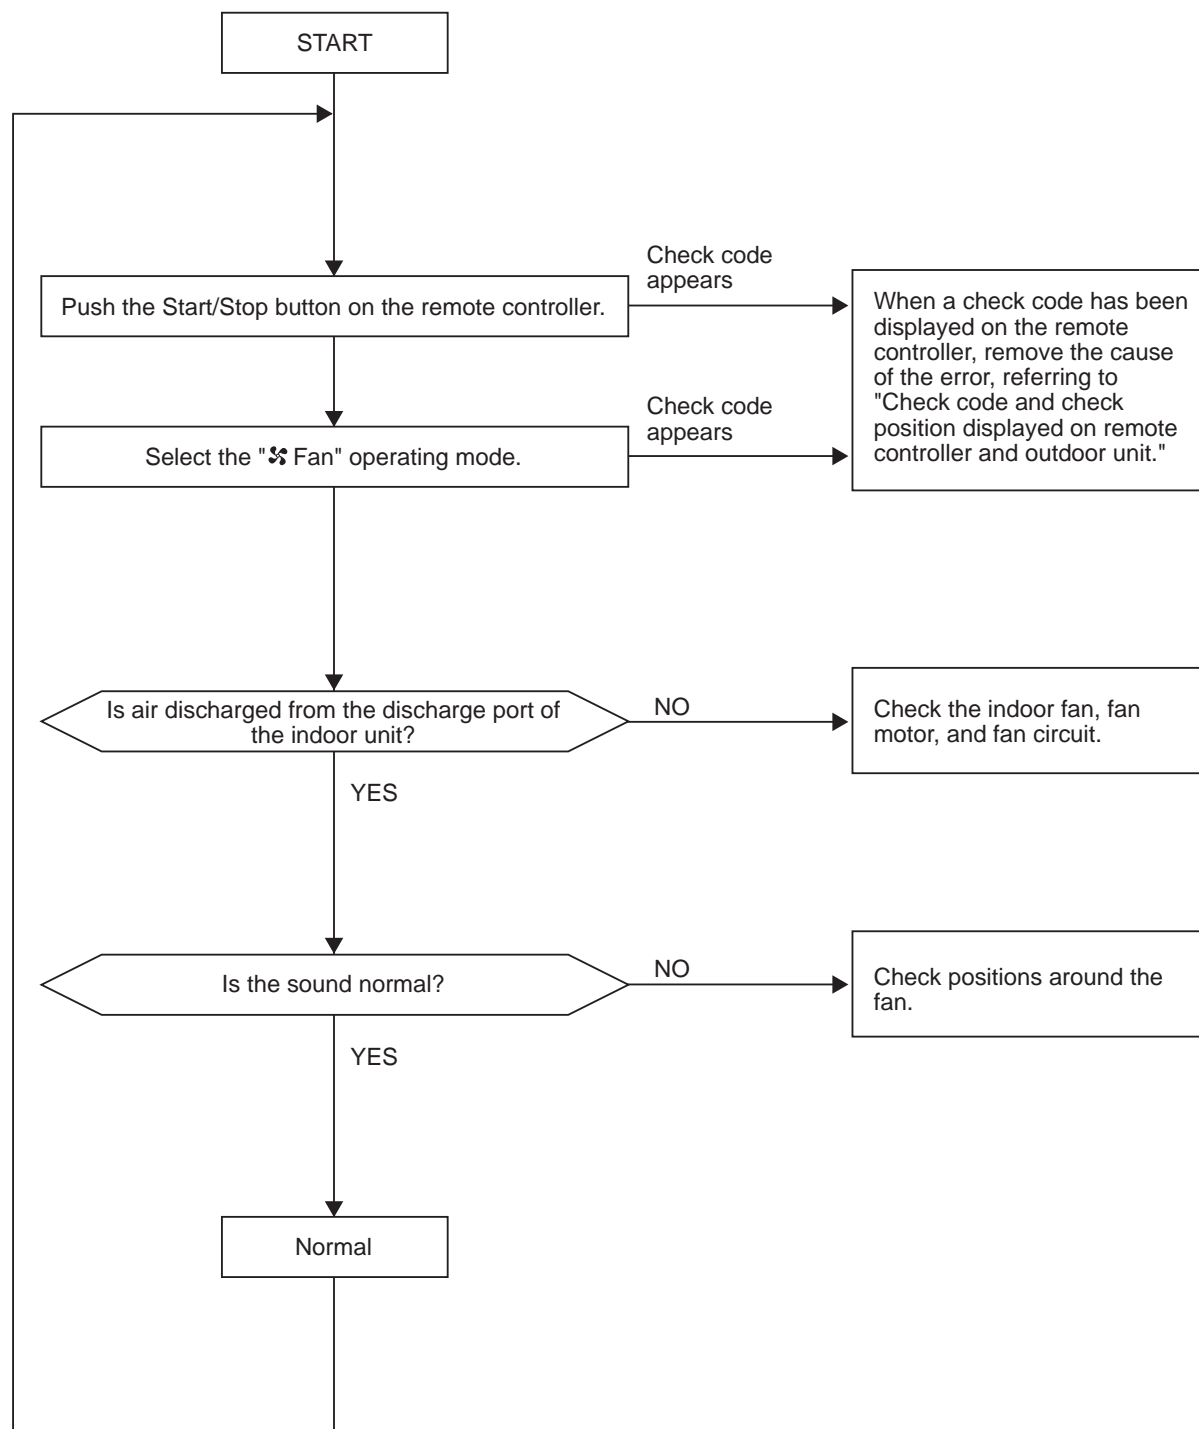 START
Check code
appears
Push the Start/Stop button on the remote controller.
When a check code has been
displayed on the remote
controller, remove the cause
of the error, referring to
"Check code and check
position displayed on remote
controller and outdoor unit."
Check code
appears
Select the " Fan" operating mode.
Is air discharged from the discharge port of
the indoor unit?
NO
Check the indoor fan, fan
motor, and fan circuit.
YES
Is the sound normal?
NO
Check positions around the
fan.
YES
Normal